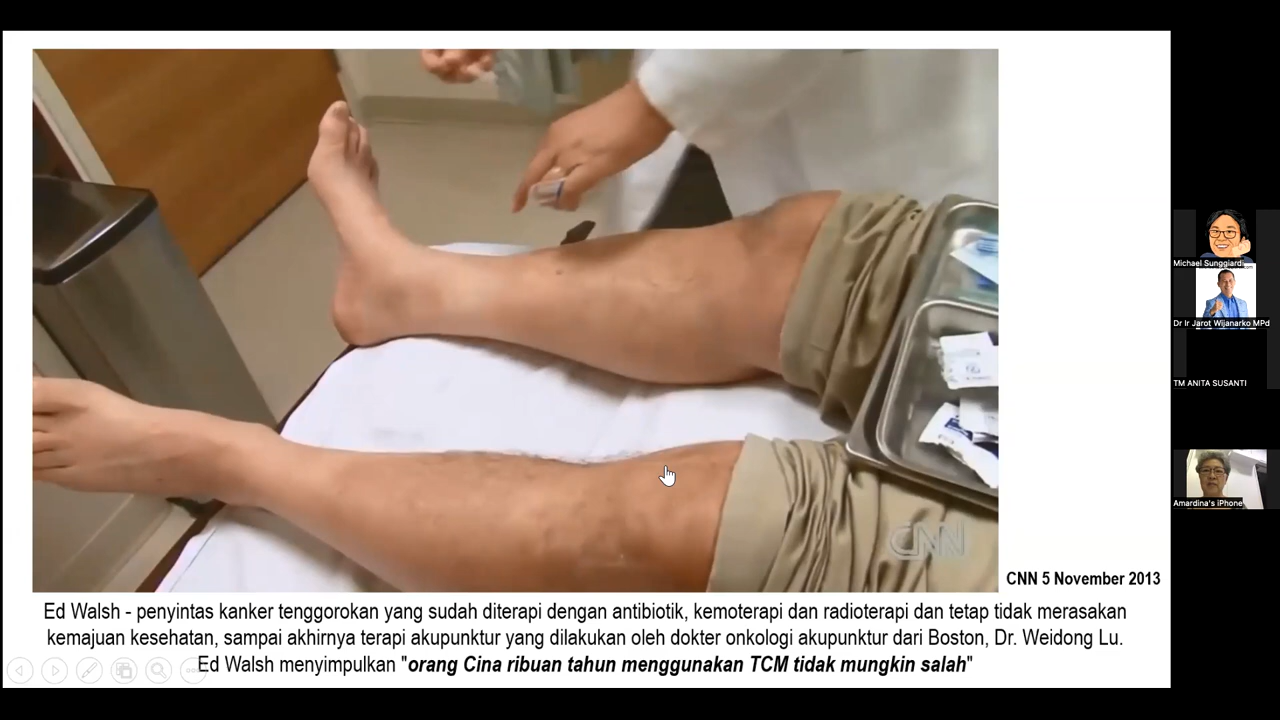 CNN
CNN 5 November 2013
Ed Walsh - penyintas kanker tenggorokan yang sudah diterapi dengan antibiotik, kemoterapi dan radioterapi dan tetap tidak merasakan
kemajuan kesehatan, sampai akhirnya terapi akupunktur yang dilakukan oleh dokter onkologi akupunktur dari Boston, Dr. Weidong Lu.
Ed Walsh menyimpulkan "orang Cina ribuan tahun menggunakan TCM tidak mungkin salah"
Michael Sunggiardi
Dr Ir Jarot Wijanarko MPd
TM ANITA SUSANTI
Amardina's iPhone